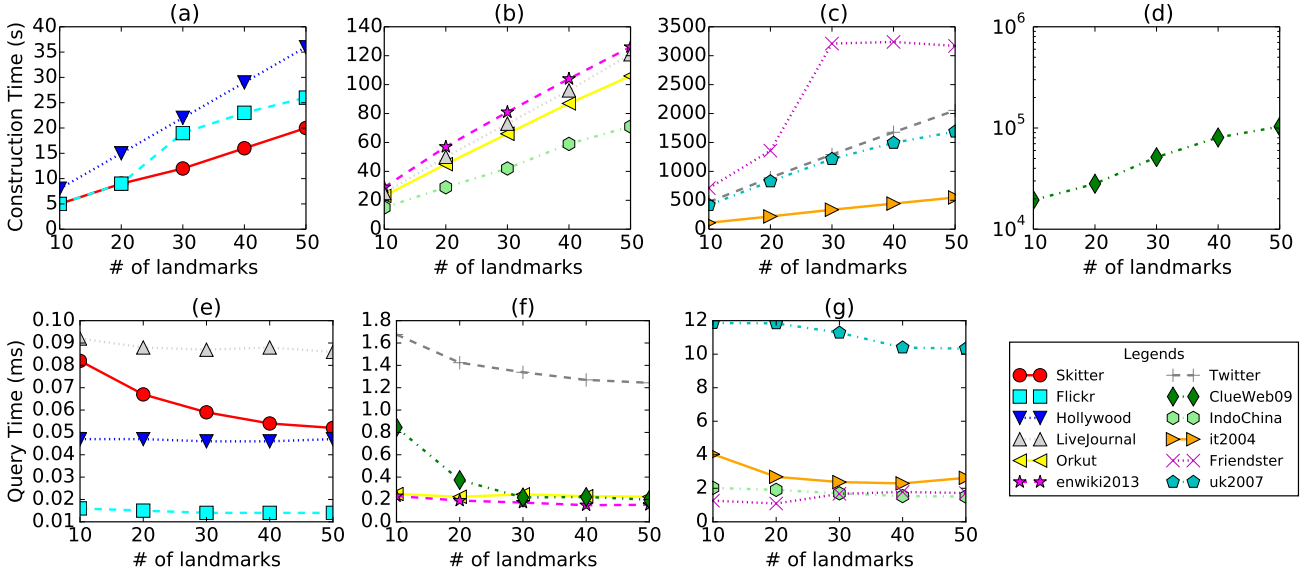 (a)
(b)
(c)
(d)
Construction Time (s)
40
35
30
25
20
15
10
5
0
10 20 30 40 50
# of landmarks
140
120
100
80
60
40
20
0
10 20 30 40 50
# of landmarks
3500
3000
2500
2000
1500
1000
500
0
10 20 30 40 50
# of landmarks
10^6
10^5
10^4
10 20 30 40 50
# of landmarks
(e)
(f)
(g)
Query Time (ms)
0.10
0.09
0.08
0.07
0.06
0.05
0.04
0.03
0.02
0.01
10 20 30 40 50
# of landmarks
1.8
1.6
1.4
1.2
1.0
0.8
0.6
0.4
0.2
0.0
10 20 30 40 50
# of landmarks
12
10
8
6
4
2
0
10 20 30 40 50
# of landmarks
Legends
Skitter
Flickr
Hollywood
LiveJournal
Orkut
enwiki2013
Twitter
ClueWeb09
IndoChina
it2004
Friendster
uk2007